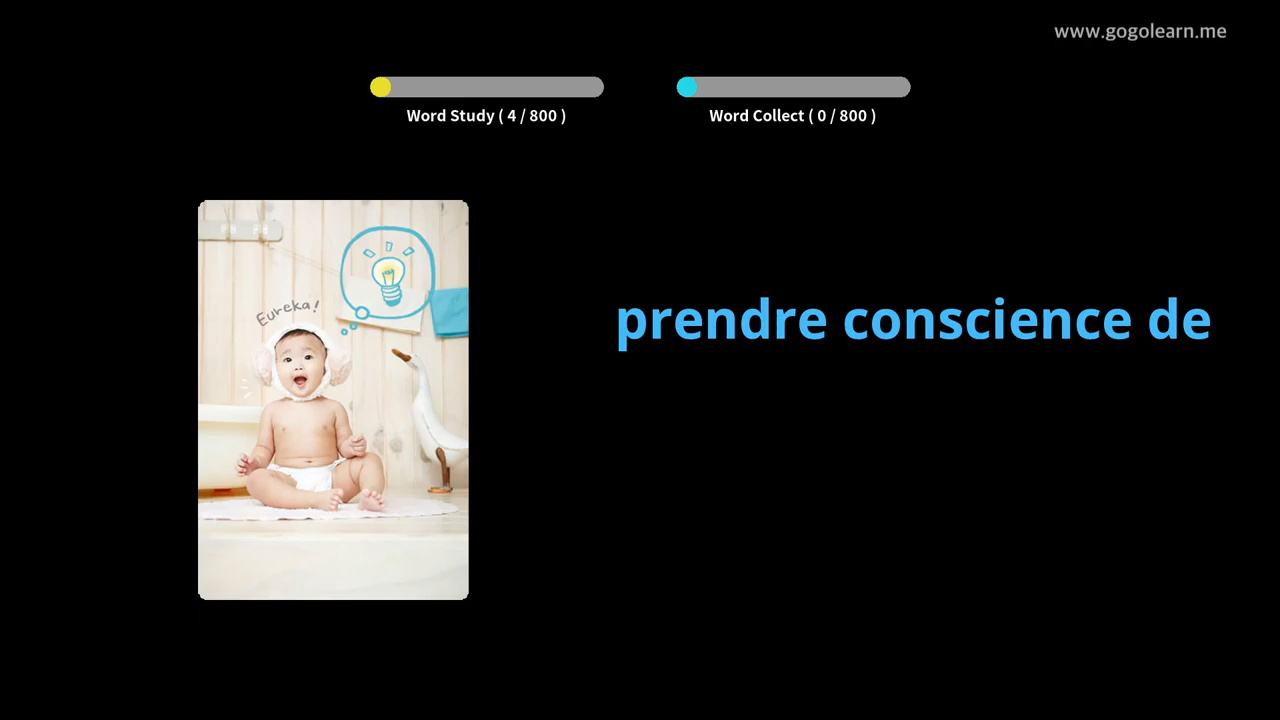 www.gogolearn.me
Word Study ( 4 / 800 )
Word Collect ( 0 / 800 )
Eureka!
prendre conscience de